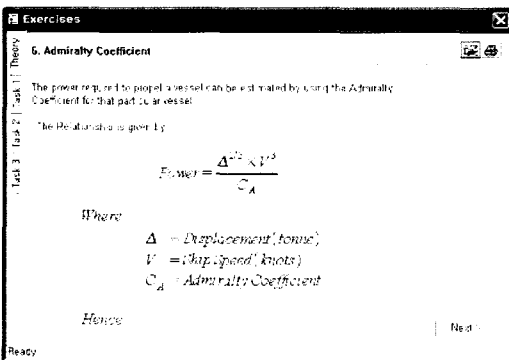 Exercises
6. Admiralty Coefficient
Theory
Task 1
Task 2
Task 3
The power required to propel a vessel can be estimated by using the Admiralty
Coefficient for that particular vessel
The Relationship is given by
Power = Δ^2/3 × V^3 / C_A
Where
Δ = Displacement (tonne)
V = Ship Speed (knots)
C_A = Admiralty Coefficient
Hence
Next >
Ready